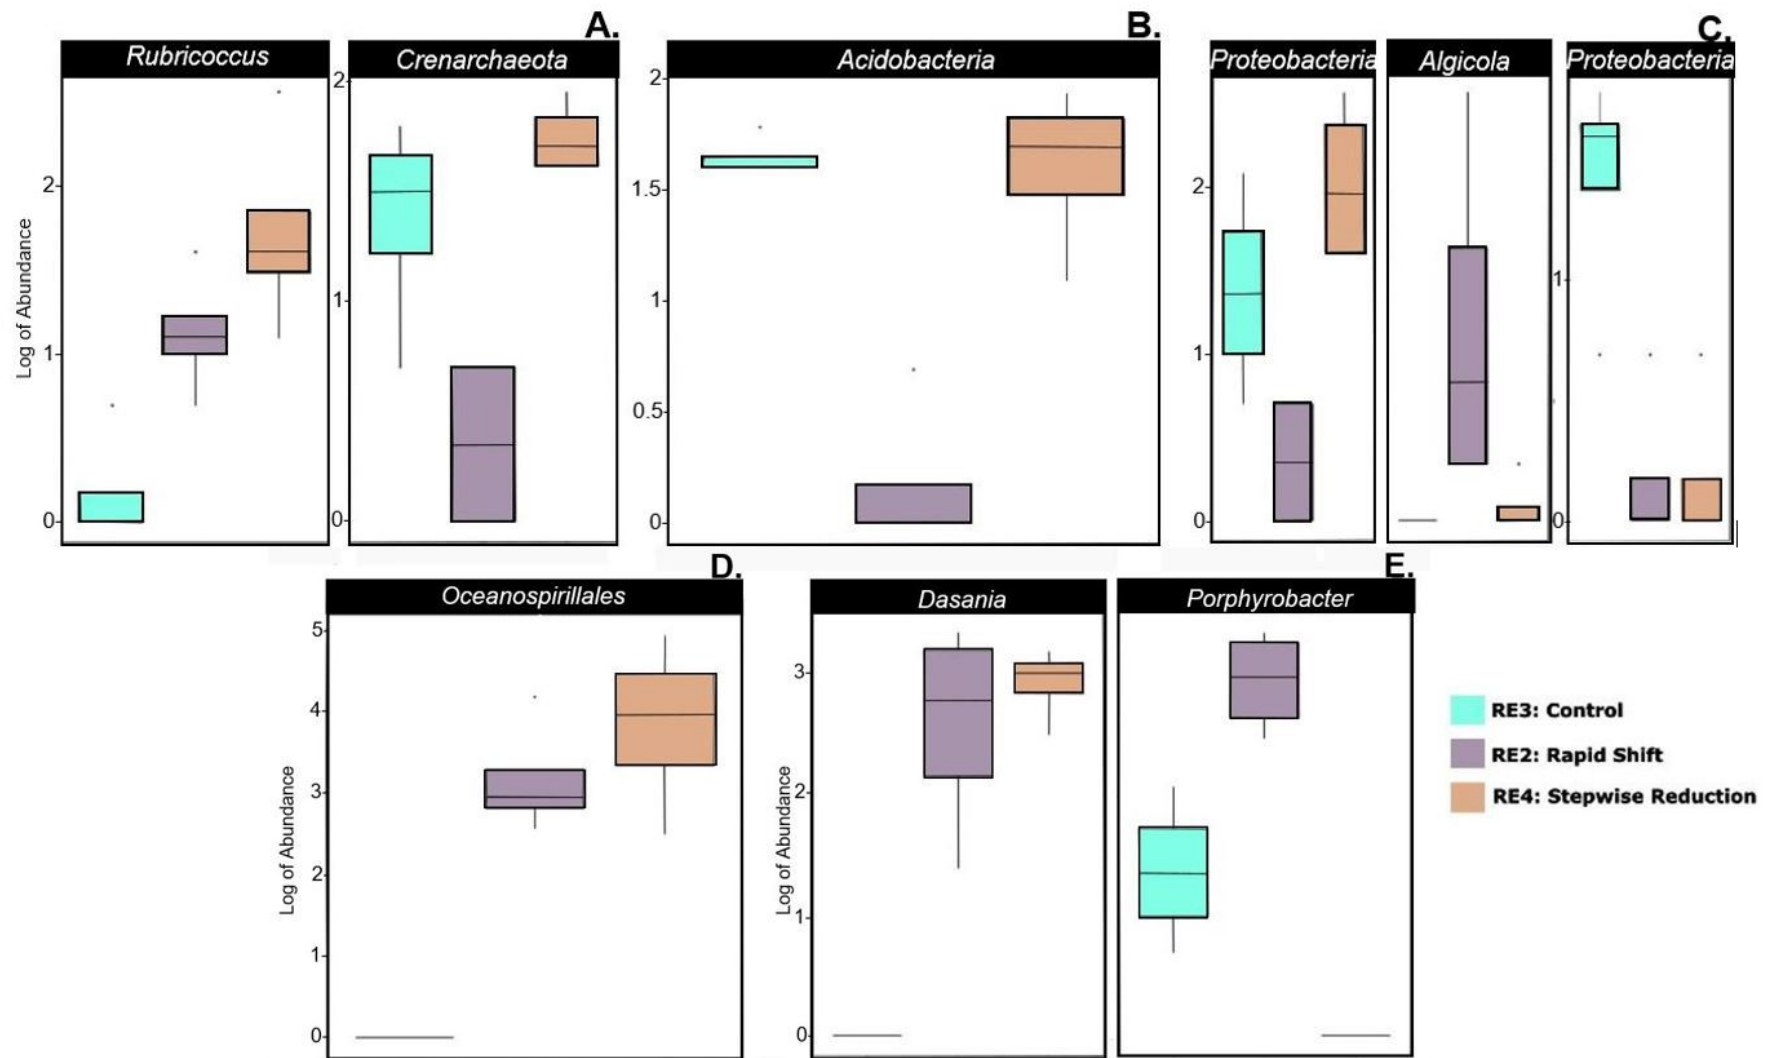 A.
B.
C.
Rubricoccus
Crenarchaeota
Acidobacteria
Proteobacteria
Algicola
Proteobacteria
Log of Abundance
2
1
0
2
1
0
2
1.5
1
0.5
0
2
1
0
1
0
D.
E.
Oceanospirillales
Dasania
Porphyrobacter
Log of Abundance
5
4
3
2
1
0
Log of Abundance
3
2
1
0
RE3: Control
RE2: Rapid Shift
RE4: Stepwise Reduction